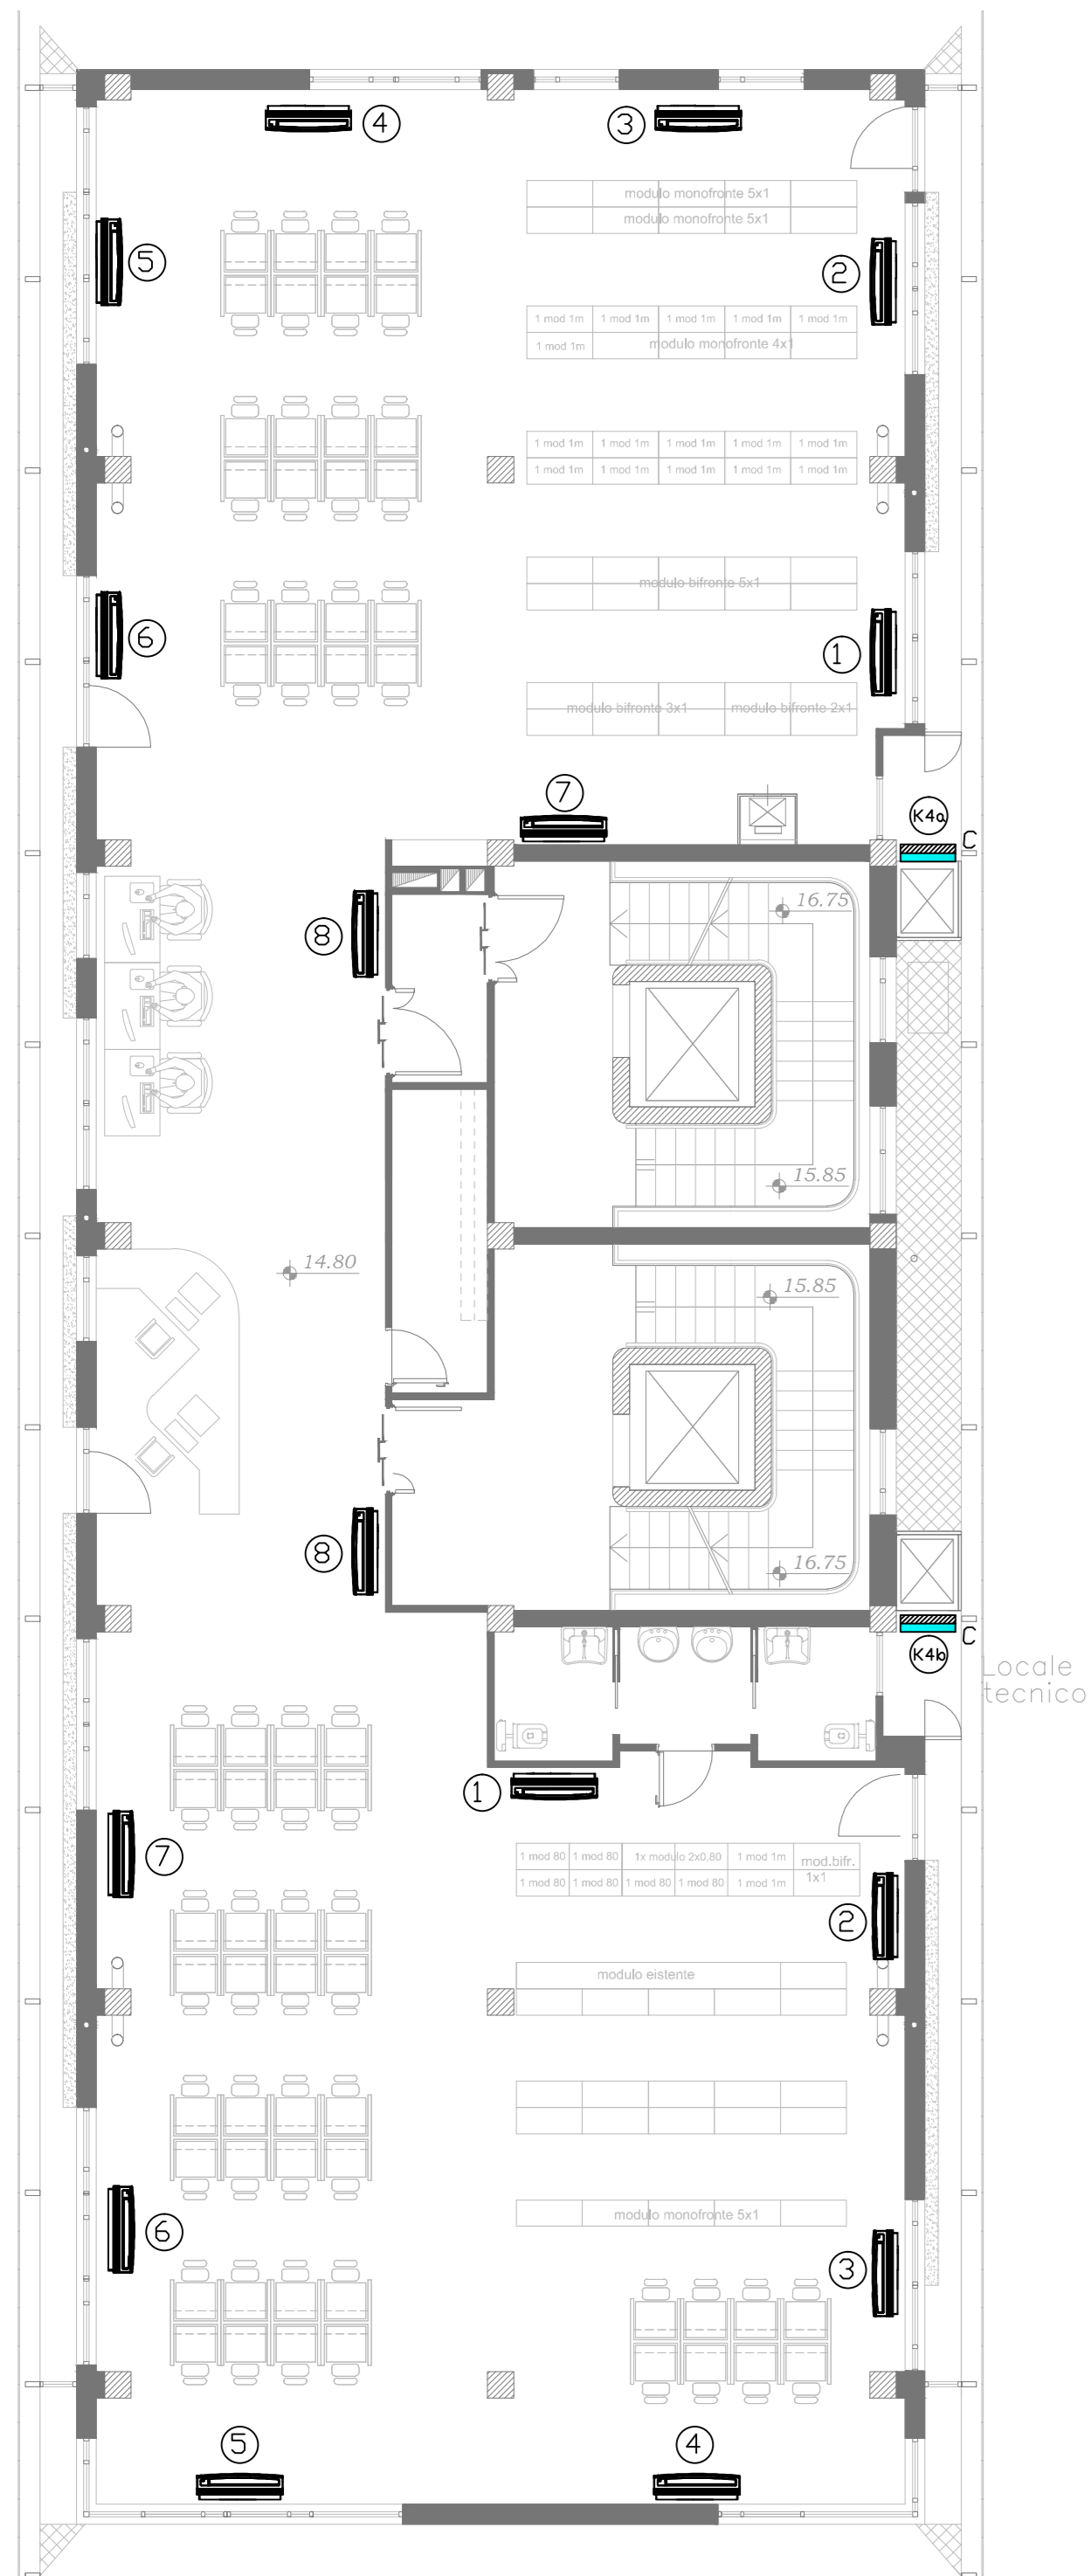 4
3
modulo monofronte 5x1
modulo monofronte 5x1
5
2
1 mod 1m 1 mod 1m 1 mod 1m 1 mod 1m 1 mod 1m
1 mod 1m modulo monofronte 4x1
1 mod 1m 1 mod 1m 1 mod 1m 1 mod 1m 1 mod 1m
1 mod 1m 1 mod 1m 1 mod 1m 1 mod 1m 1 mod 1m
modulo bifronte 5x1
6
1
modulo bifronte 3x1 modulo bifronte 2x1
7
K4a
C
16.75
8
15.85
14.80
15.85
8
16.75
C
K4b
Locale
tecnico
1
7
1 mod 80 1 mod 80 1x modulo 2x0,80 1 mod 1m mod.bifr.
1 mod 80 1 mod 80 1 mod 80 1 mod 80 1 mod 1m 1x1
2
modulo eistente
6
modulo monofronte 5x1
3
5
4